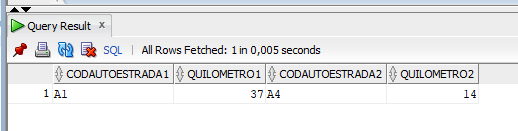 Query Result x
SQL | All Rows Fetched: 1 in 0,005 seconds
CODAUTOESTRADA1 QUILOMETRO1 CODAUTOESTRADA2 QUILOMETRO2
1 A1 37 A4 14